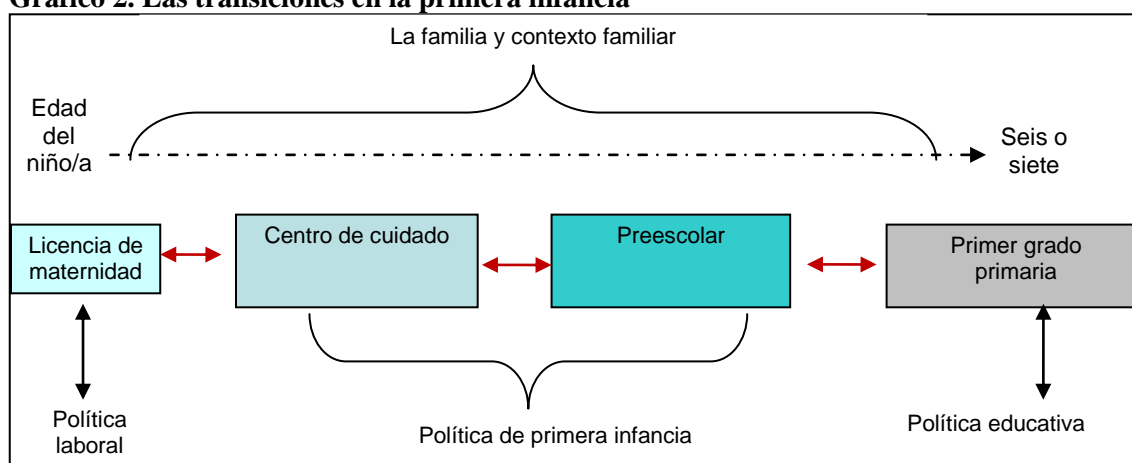 Gráfico 2. Las transiciones en la primera infancia
La familia y contexto familiar
Edad
del
niño/a
Seis o
siete
Licencia de
maternidad
Centro de cuidado
Preescolar
Primer grado
primaria
Política
laboral
Política de primera infancia
Política educativa